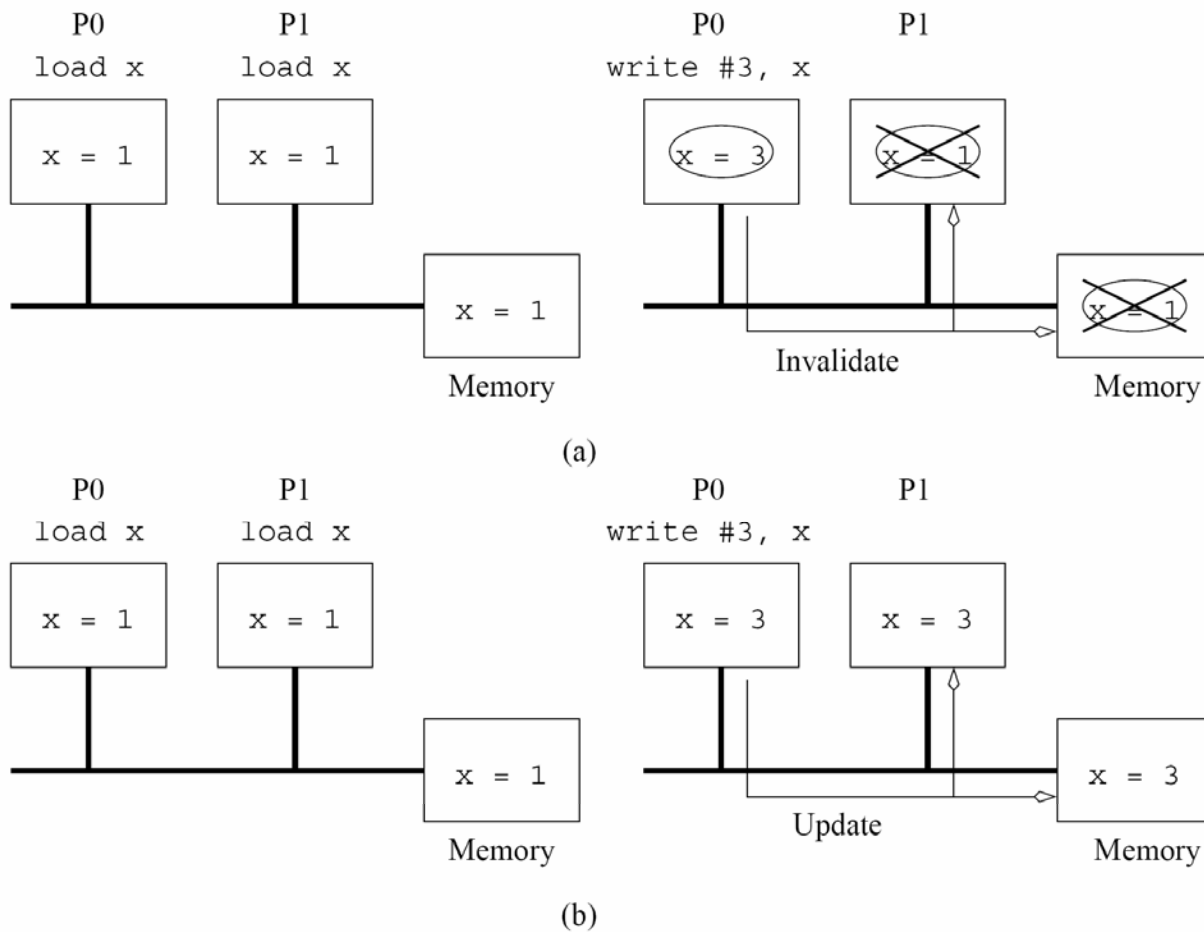 P0 P1 P0 P1
load x load x write #3, x
x = 1 x = 1 x = 3 x = 1
x = 1 x = 1
Invalidate
Memory Memory
(a)
P0 P1 P0 P1
load x load x write #3, x
x = 1 x = 1 x = 3 x = 3
x = 1 x = 3
Update
Memory Memory
(b)